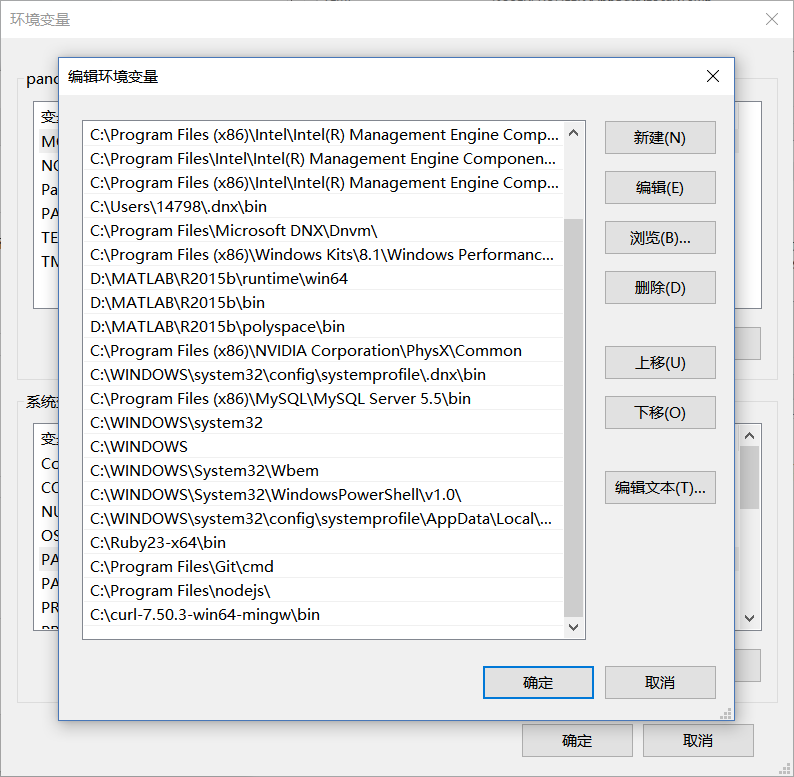 环境变量
编辑环境变量
C:\Program Files (x86)\Intel\Intel(R) Management Engine Comp...
C:\Program Files\Intel\Intel(R) Management Engine Componen...
C:\Program Files (x86)\Intel\Intel(R) Management Engine Comp...
C:\Users\14798\.dnx\bin
C:\Program Files\Microsoft DNX\Dnvm\
C:\Program Files (x86)\Windows Kits\8.1\Windows Performanc...
D:\MATLAB\R2015b\runtime\win64
D:\MATLAB\R2015b\bin
D:\MATLAB\R2015b\polyspace\bin
C:\Program Files (x86)\NVIDIA Corporation\PhysX\Common
C:\WINDOWS\system32\config\systemprofile\.dnx\bin
C:\Program Files (x86)\MySQL\MySQL Server 5.5\bin
C:\WINDOWS\system32
C:\WINDOWS
C:\WINDOWS\System32\Wbem
C:\WINDOWS\System32\WindowsPowerShell\v1.0\
C:\WINDOWS\system32\config\systemprofile\AppData\Local\...
C:\Ruby23-x64\bin
C:\Program Files\Git\cmd
C:\Program Files\nodejs\
C:\curl-7.50.3-win64-mingw\bin
新建(N)
编辑(E)
浏览(B)...
删除(D)
上移(U)
下移(O)
编辑文本(T)...
确定
取消
pan
变
NO
Pa
PA
TE
系统
变
Co
NU
OS
PA
PA
PR
确定
取消